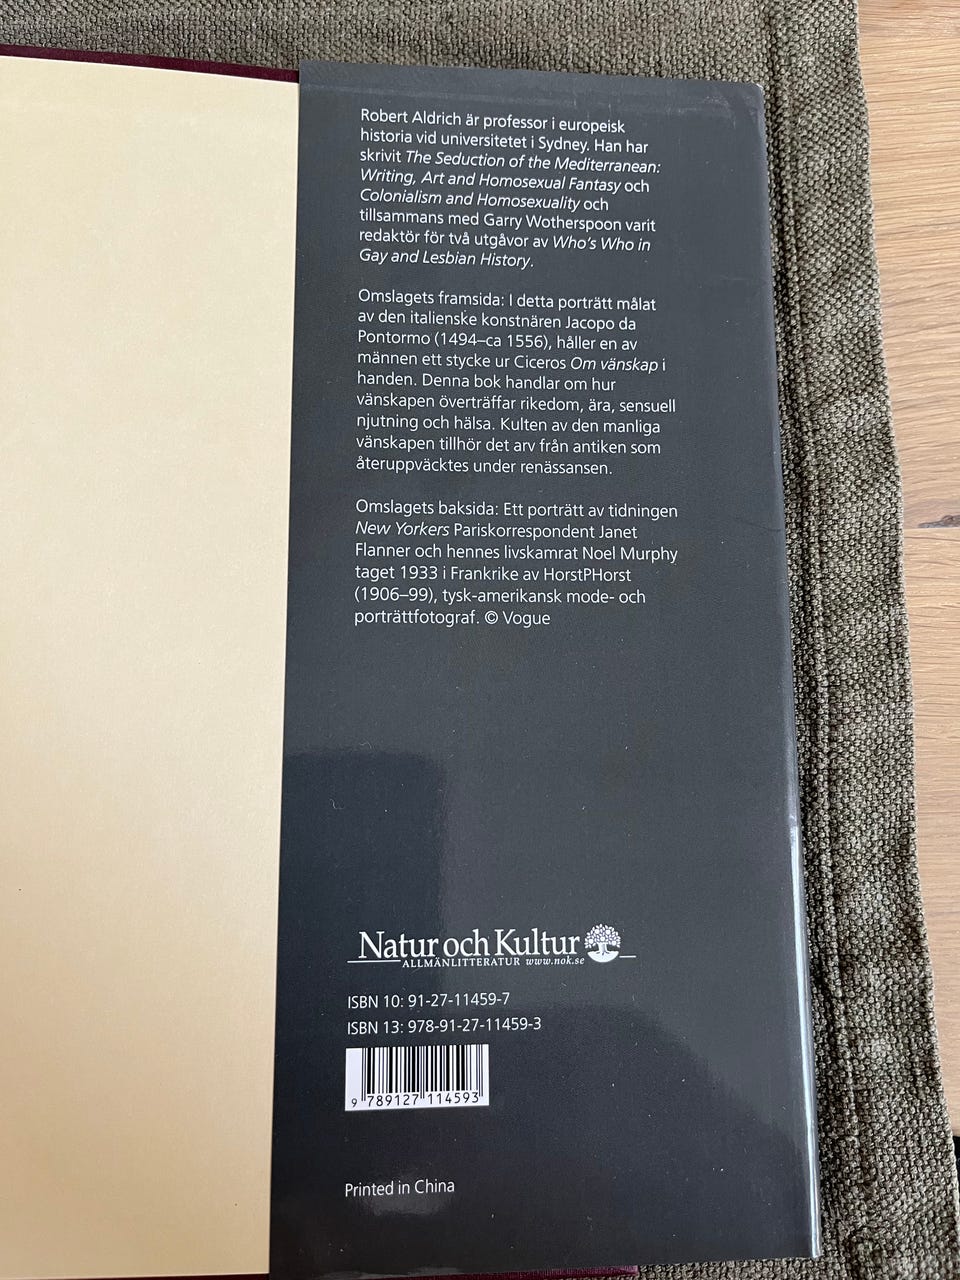 Robert Aldrich är professor i europeisk
historia vid universitetet i Sydney. Han har
skrivit The Seduction of the Mediterranean:
Writing, Art and Homosexual Fantasy och
Colonialism and Homosexuality och
tillsammans med Garry Wotherspoon varit
redaktör för två utgåvor av Who's Who in
Gay and Lesbian History.
Omslagets framsida: I detta porträtt målat
av den italienske konstnären Jacopo da
Pontormo (1494–ca 1556), håller en av
männen ett stycke ur Ciceros Om vänskap i
handen. Denna bok handlar om hur
vänskapen överträffar rikedom, ära, sensuell
njutning och hälsa. Kulten av den manliga
vänskapen tillhör det arv från antiken som
återuppväcktes under renässansen.
Omslagets baksida: Ett porträtt av tidningen
New Yorkers Pariskorrespondent Janet
Flanner och hennes livskamrat Noel Murphy
taget 1933 i Frankrike av HorstPHorst
(1906–99), tysk-amerikansk mode- och
porträttfotograf. © Vogue
Natur och Kultur
ALLMÄNLITTERATUR www.nok.se
ISBN 10: 91-27-11459-7
ISBN 13: 978-91-27-11459-3
9 789127 114593
Printed in China